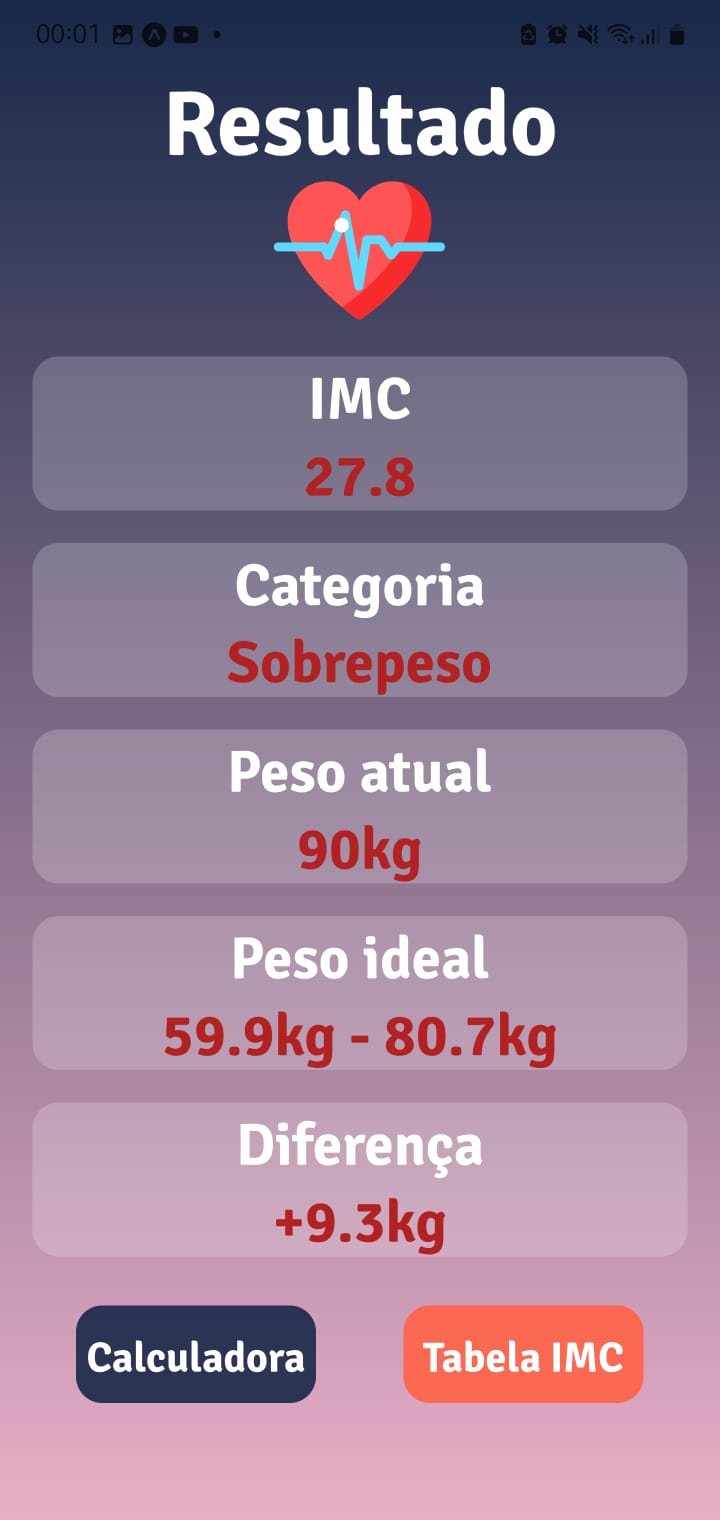 00:01
Resultado
IMC
27.8
Categoria
Sobrepeso
Peso atual
90kg
Peso ideal
59.9kg - 80.7kg
Diferença
+9.3kg
Calculadora
Tabela IMC